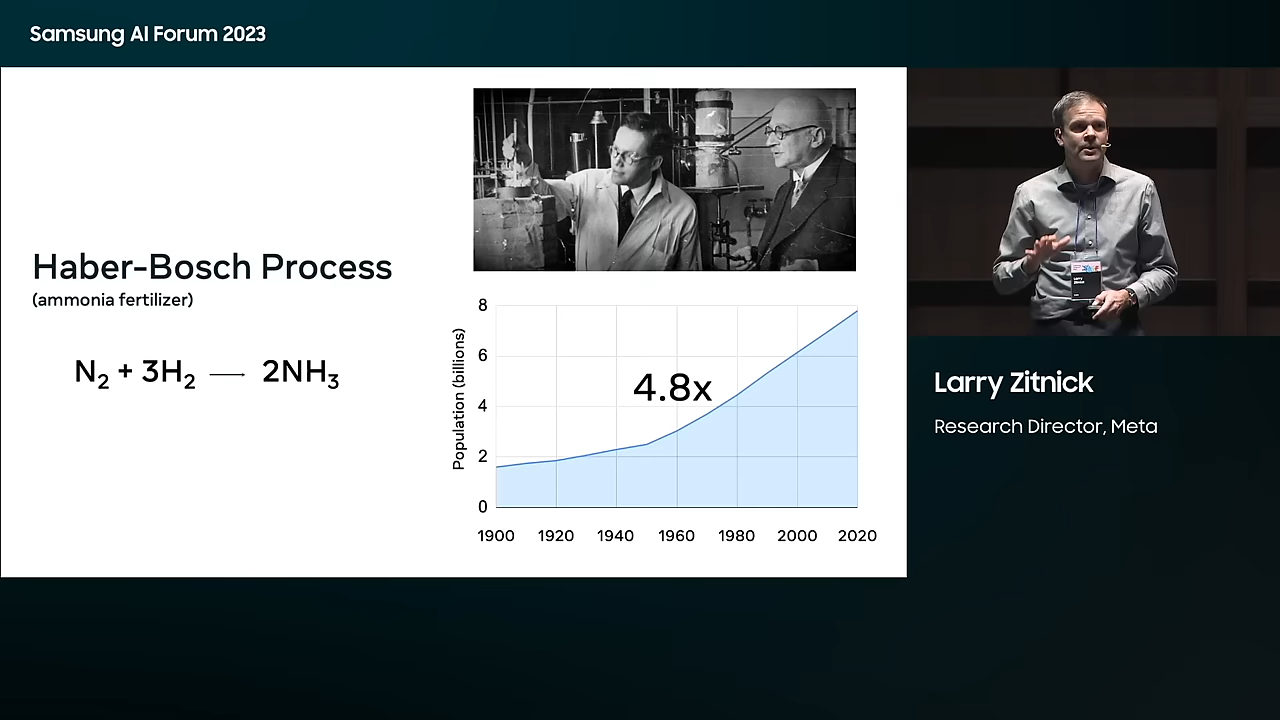 Samsung AI Forum 2023
Haber-Bosch Process
(ammonia fertilizer)
N₂ + 3H₂ ⟶ 2NH₃
Population (billions)
8
6
4
2
0
4.8x
1900 1920 1940 1960 1980 2000 2020
Larry Zitnick
Research Director, Meta